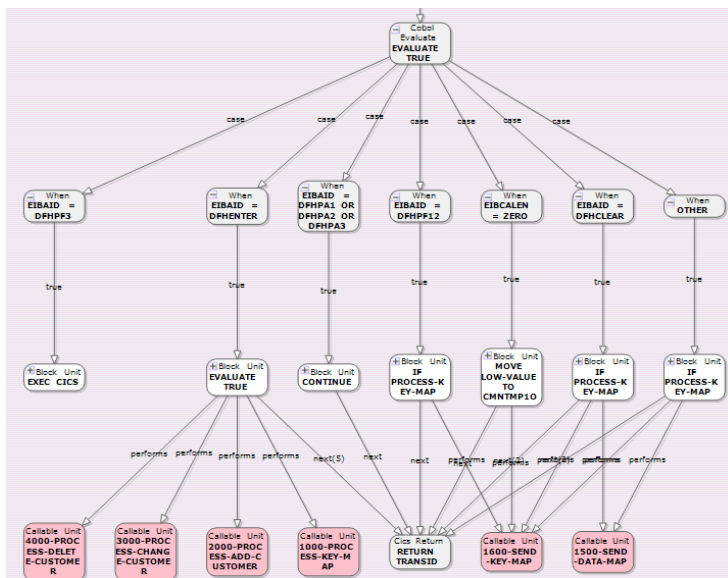 Cobol
Evaluate
EVALUATE
TRUE
case
case
case
case
case
case
case
When
EIBAID =
DFHPF3
When
EIBAID =
DFHENTER
When
EIBAID =
DFHPA1 OR
DFHPA2 OR
DFHPA3
When
EIBAID =
DFHPF12
When
EIBCALEN
= ZERO
When
EIBAID =
DFHCLEAR
When
OTHER
true
true
true
true
true
true
true
Block Unit
EXEC CICS
Block Unit
EVALUATE
TRUE
Block Unit
CONTINUE
Block Unit
IF
PROCESS-K
EY-MAP
Block Unit
MOVE
LOW-VALUE
TO
CMNTMP1O
Block Unit
IF
PROCESS-K
EY-MAP
Block Unit
IF
PROCESS-K
EY-MAP
performs
performs
performs
performs
next(5)
next
next
next
performs
performs
performs
Callable Unit
4000-PROC
ESS-DELET
E-CUSTOME
R
Callable Unit
3000-PROC
ESS-CHANG
E-CUSTOME
R
Callable Unit
2000-PROC
ESS-ADD-C
USTOMER
Callable Unit
1000-PROC
ESS-KEY-M
AP
Cics Return
RETURN
TRANSID
Callable Unit
1600-SEND
-KEY-MAP
Callable Unit
1500-SEND
-DATA-MAP